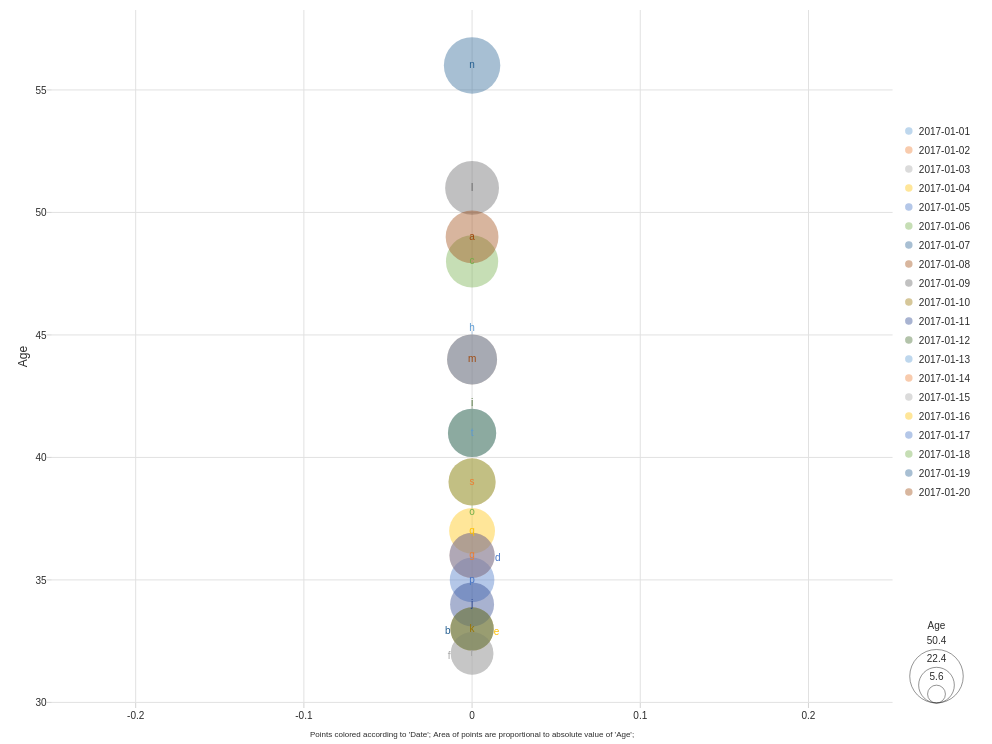 n
55
2017-01-01
2017-01-02
2017-01-03
l
2017-01-04
2017-01-05
50
2017-01-06
a
2017-01-07
c
2017-01-08
2017-01-09
2017-01-10
h
2017-01-11
45
2017-01-12
Age
m
2017-01-13
2017-01-14
i
2017-01-15
2017-01-16
2017-01-17
40
2017-01-18
s
2017-01-19
2017-01-20
o
q
d
35
p
j
b k e
Age
50.4
22.4
5.6
f
30
-0.2 -0.1 0 0.1 0.2
Points colored according to 'Date'; Area of points are proportional to absolute value of 'Age';